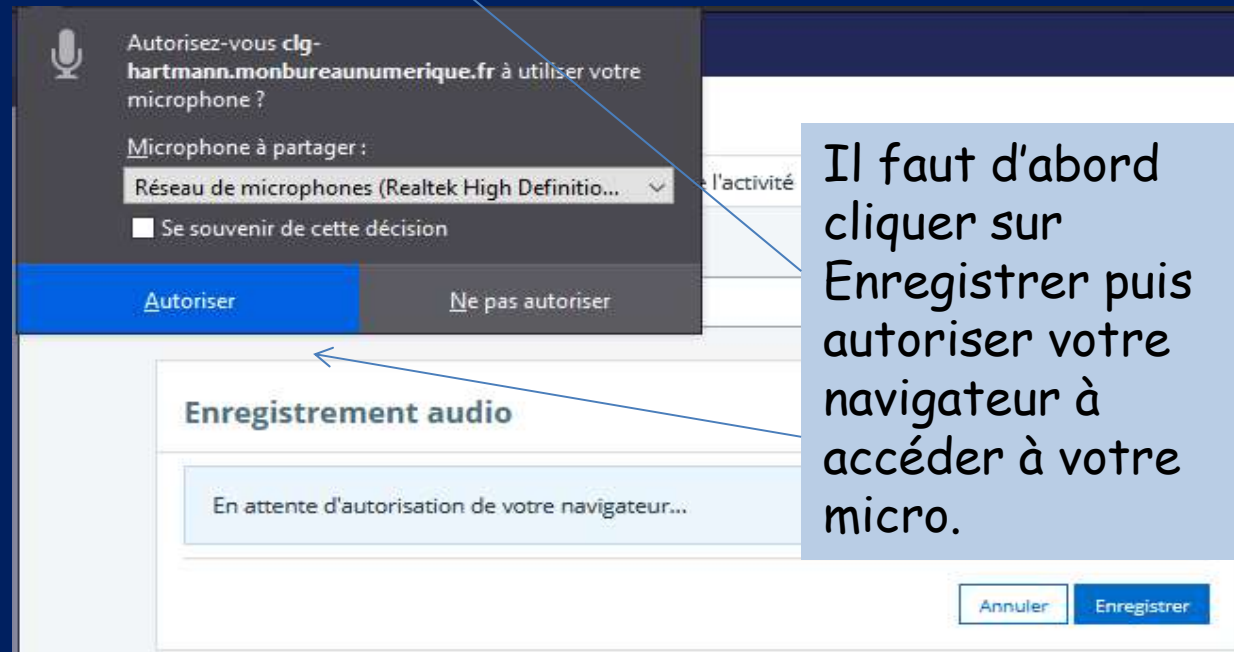 Autorisez-vous clg-
hartmann.monbureaunumerique.fr à utiliser votre
microphone ?
Microphone à partager :
Réseau de microphones (Realtek High Definitio...
Se souvenir de cette décision
Autoriser
Ne pas autoriser
l'activité
Il faut d’abord
cliquer sur
Enregistrer puis
autoriser votre
navigateur à
accéder à votre
micro.
Enregistrement audio
En attente d'autorisation de votre navigateur...
Annuler
Enregistrer